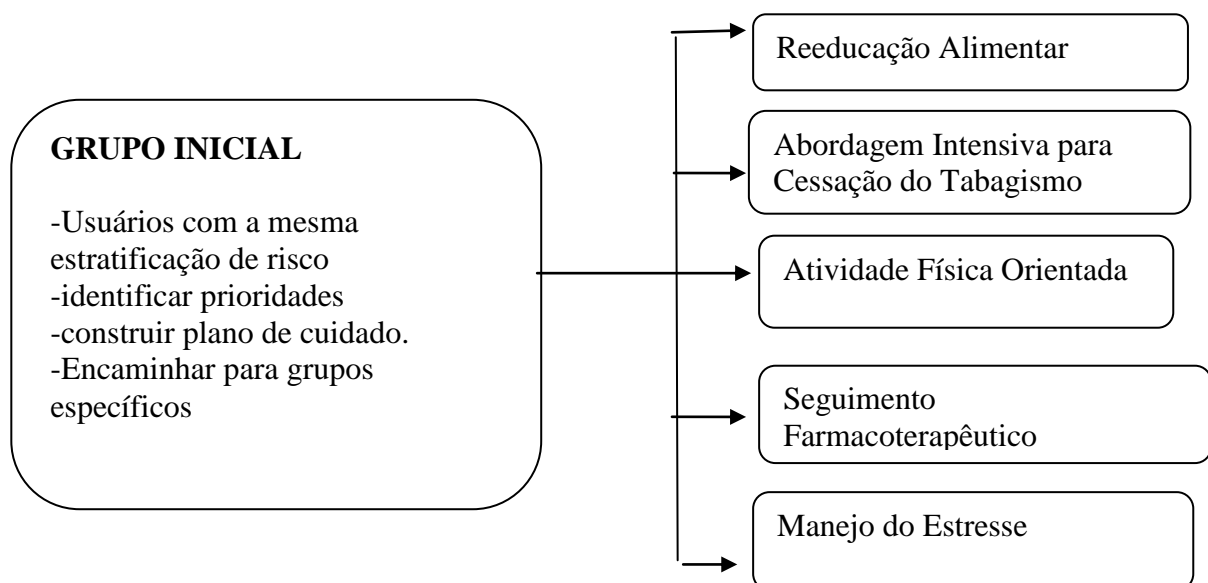 GRUPO INICIAL
-Usuários com a mesma
estratificação de risco
-identificar prioridades
-construir plano de cuidado.
-Encaminhar para grupos
específicos
Reeducação Alimentar
Abordagem Intensiva para
Cessação do Tabagismo
Atividade Física Orientada
Seguimento
Farmacoterapêutico
Manejo do Estresse